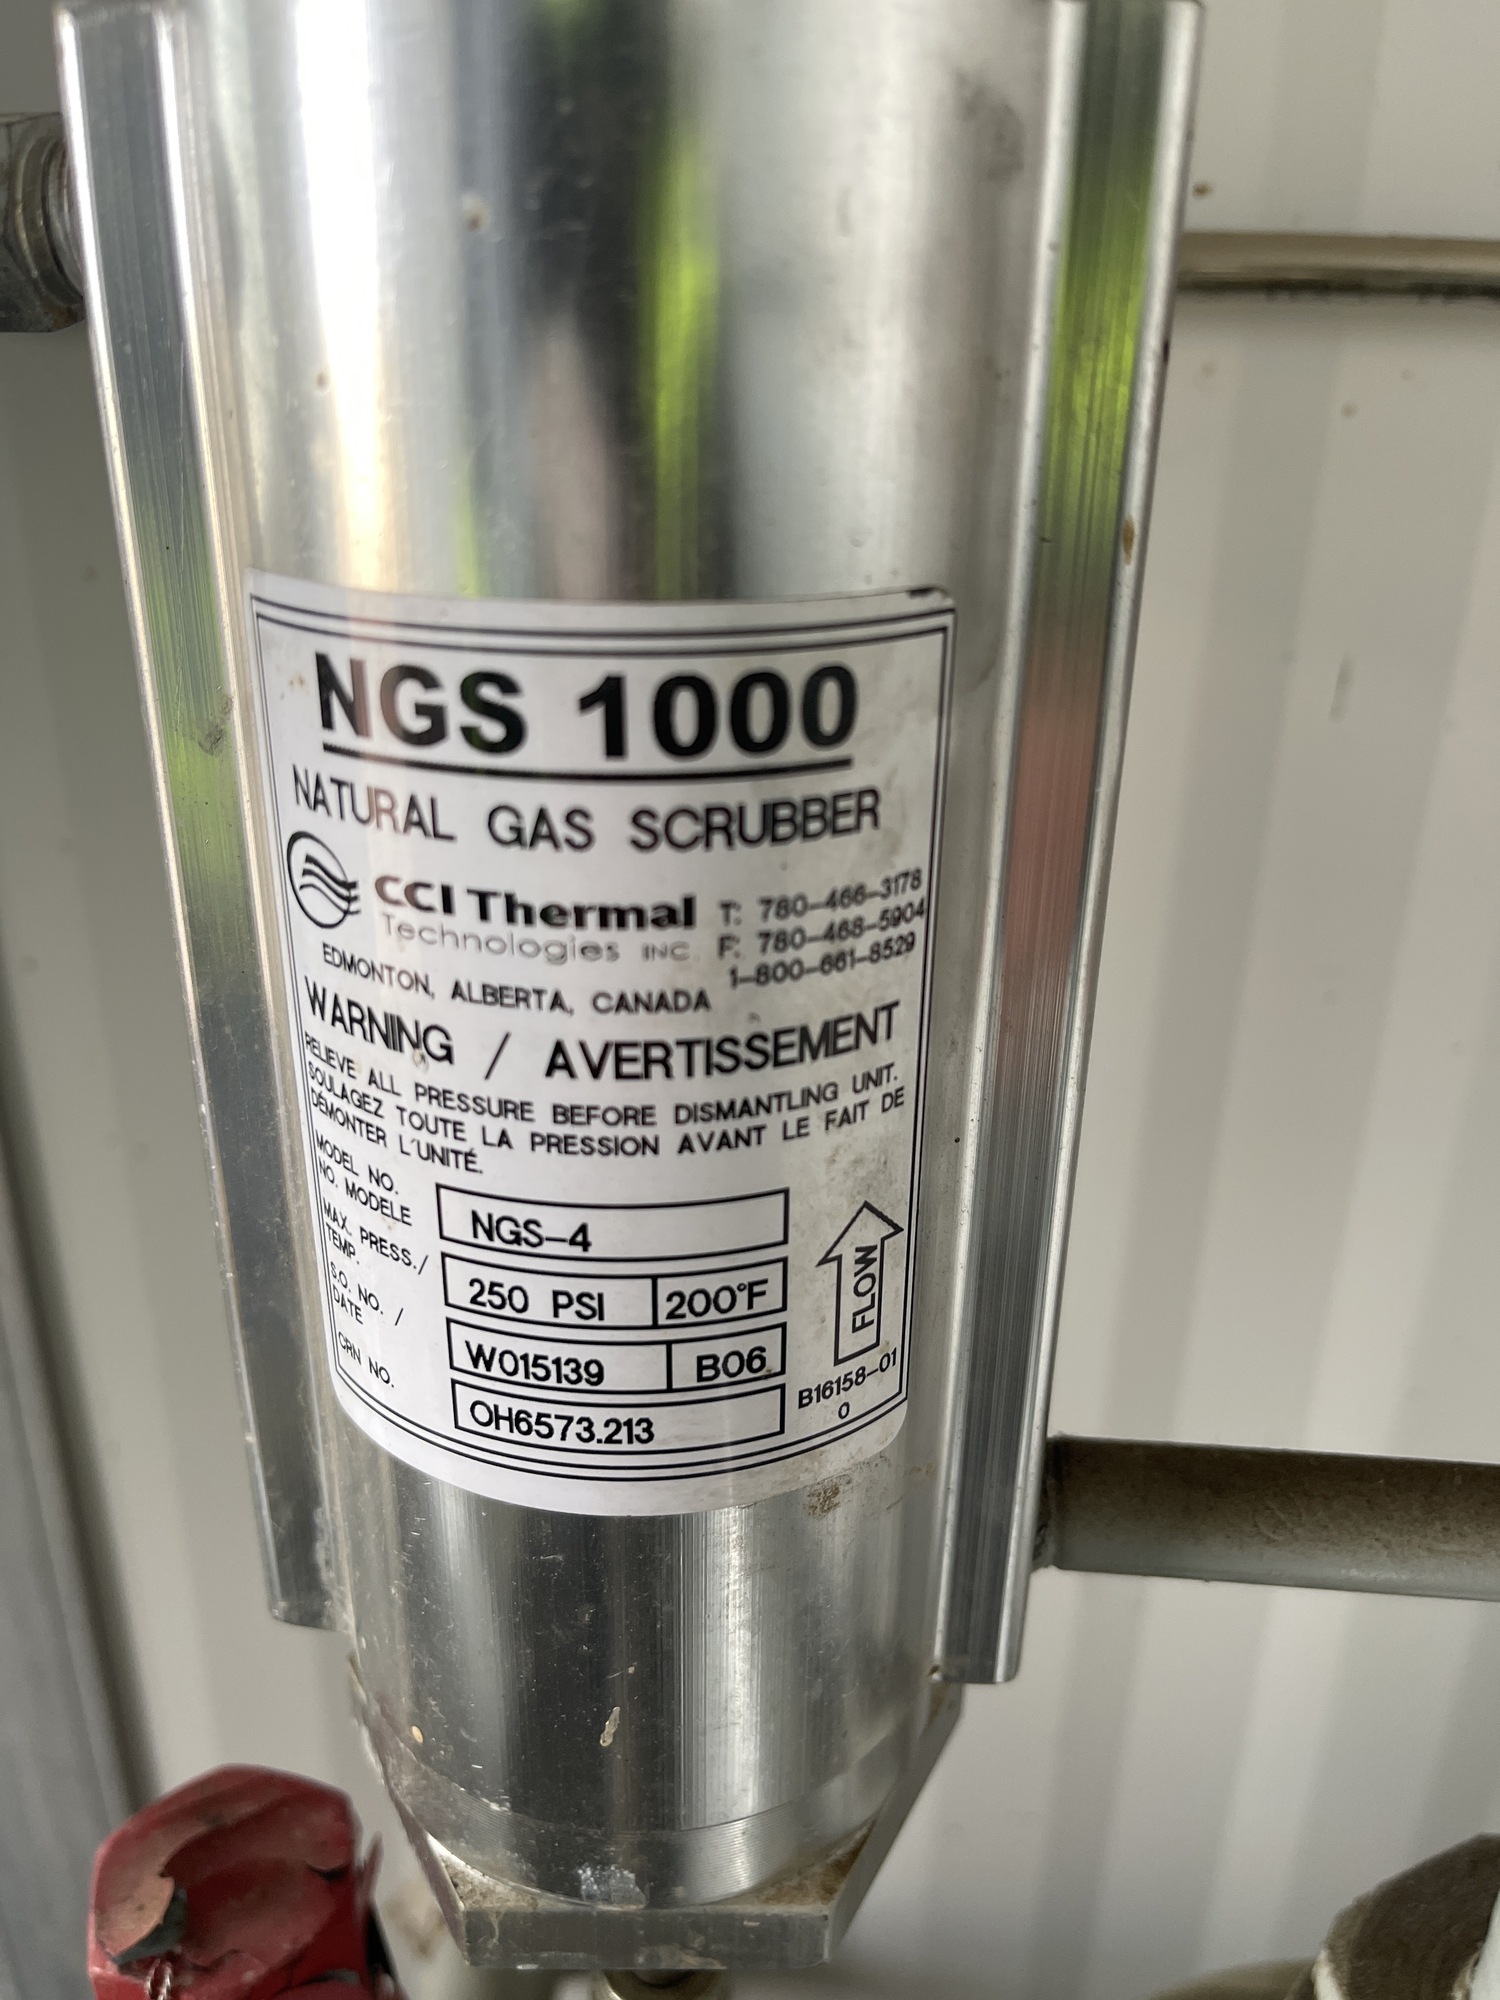 NGS 1000
NATURAL GAS SCRUBBER
CCI Thermal
Technologies INC.
T: 780-466-3178
F: 780-468-5904
1-800-661-8529
EDMONTON, ALBERTA, CANADA
WARNING / AVERTISSEMENT
RELIEVE ALL PRESSURE BEFORE DISMANTLING UNIT.
SOULAGEZ TOUTE LA PRESSION AVANT LE FAIT DE
DÉMONTER L'UNITÉ.
MODEL NO.
NO. MODELE
NGS-4
MAX. PRESS./
TEMP.
250 PSI
200°F
S.O. NO. /
DATE
W015139
B06
CRN NO.
OH6573.213
FLOW
B16158-01
0